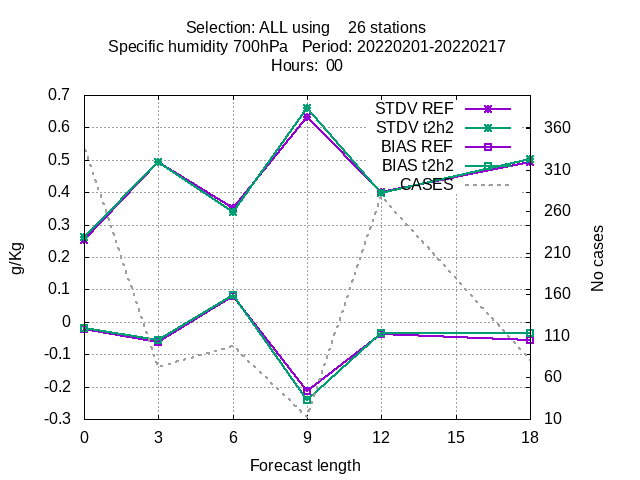 Selection: ALL using 26 stations
Specific humidity 700hPa Period: 20220201-20220217
Hours: 00
0.7
0.6
0.5
0.4
0.3
0.2
0.1
0
-0.1
-0.2
-0.3
g/Kg
STDV REF
STDV t2h2
BIAS REF
BIAS t2h2
CASES
360
310
260
210
160
110
60
10
No cases
0 3 6 9 12 15 18
Forecast length